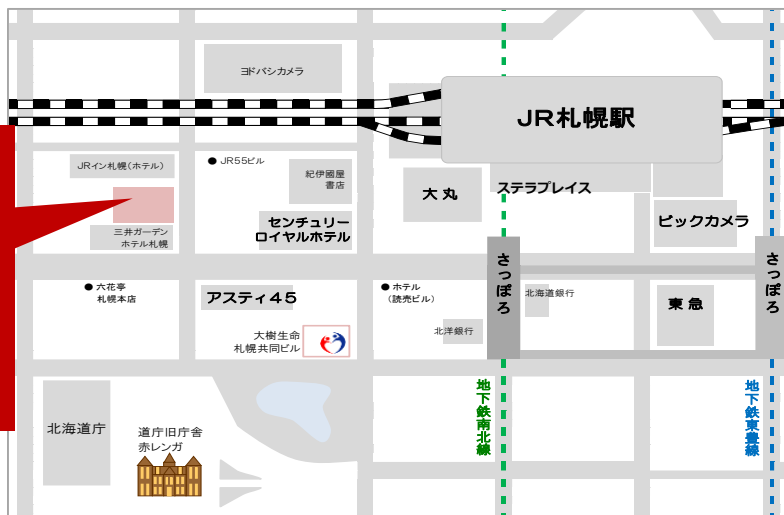 ヨドバシカメラ
JR札幌駅
JRイン札幌(ホテル)
JR55ビル
紀伊國屋
書店
大丸
ステラプレイス
ビックカメラ
三井ガーデン
ホテル札幌
センチュリー
ロイヤルホテル
さっぽろ
さっぽろ
六花亭
札幌本店
アスティ45
ホテル
(読売ビル)
北海道銀行
東急
大樹生命
札幌共同ビル
北洋銀行
地下鉄南北線
地下鉄東豊線
北海道庁
道庁旧庁舎
赤レンガ